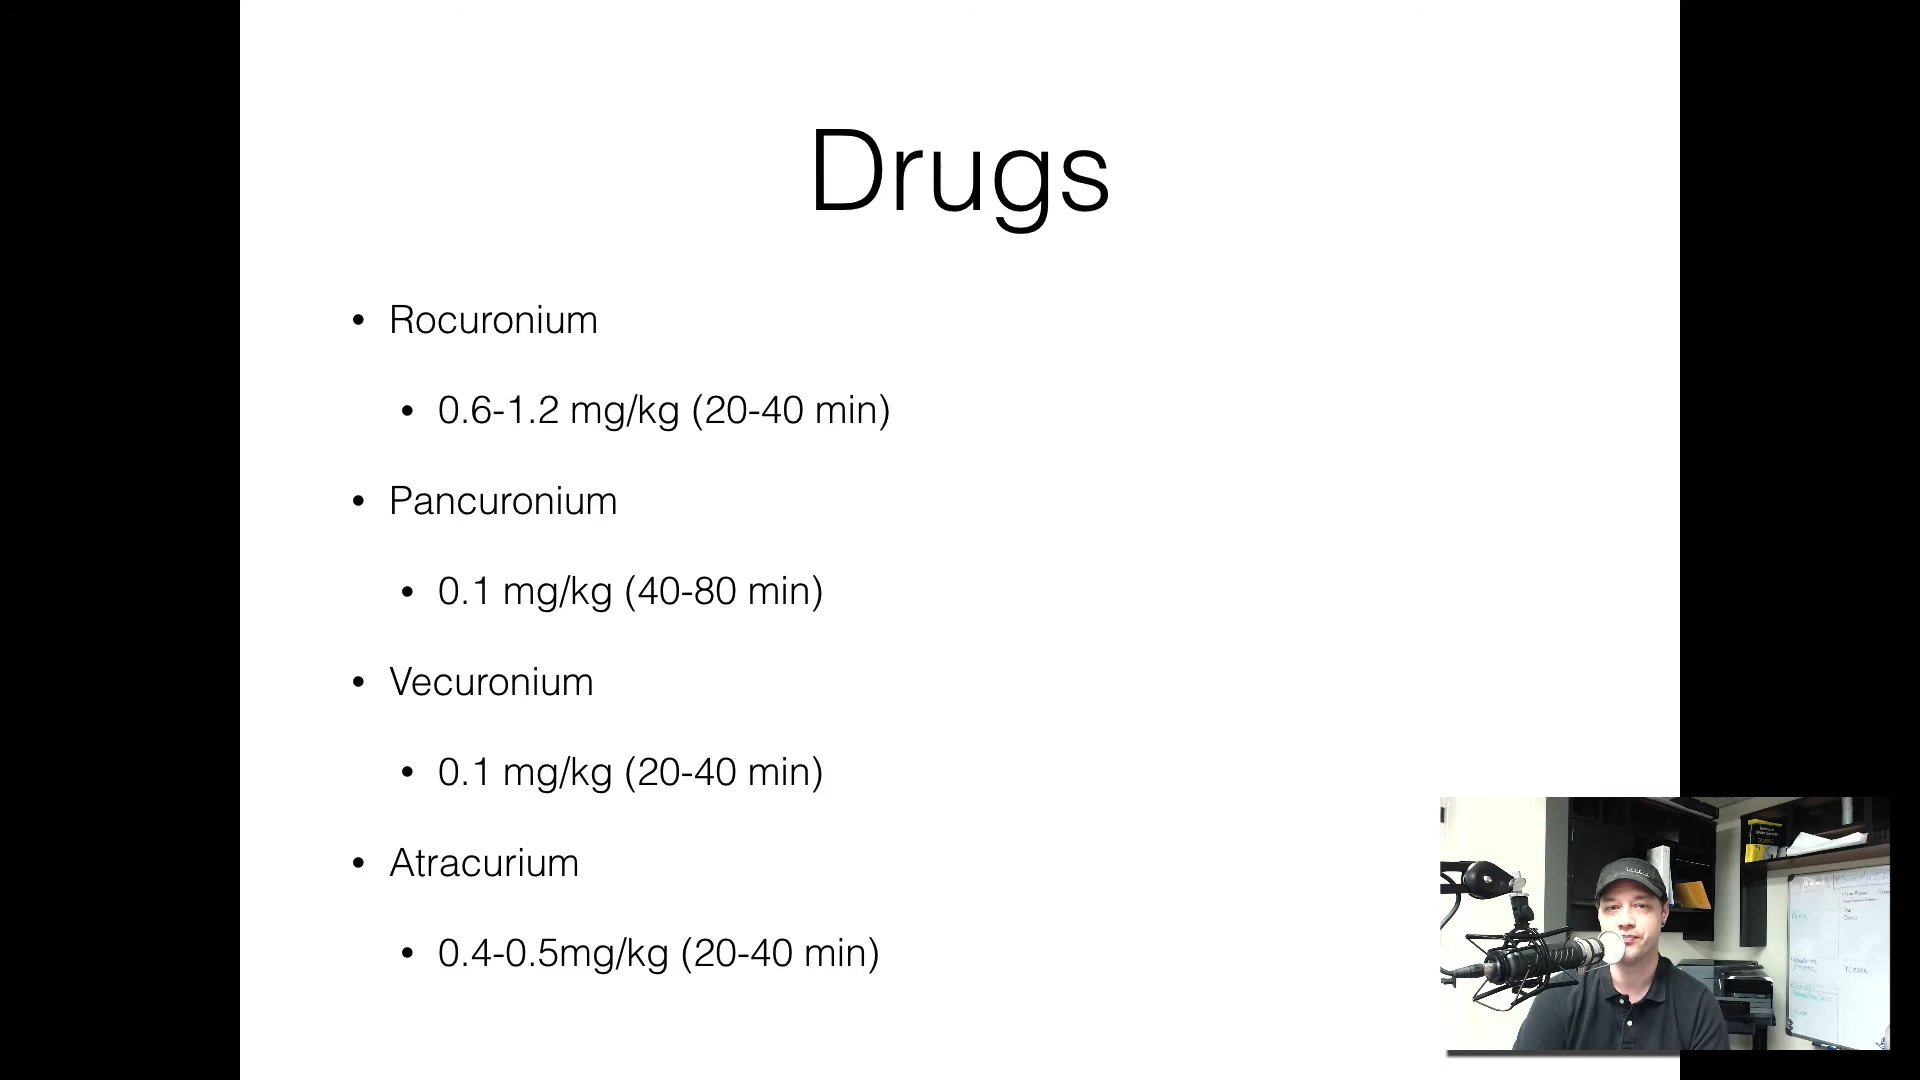 Drugs
• Rocuronium
• 0.6-1.2 mg/kg (20-40 min)
• Pancuronium
• 0.1 mg/kg (40-80 min)
• Vecuronium
• 0.1 mg/kg (20-40 min)
• Atracurium
• 0.4-0.5mg/kg (20-40 min)